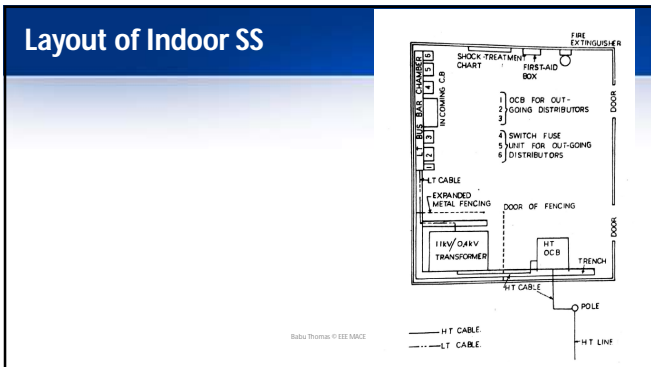 Layout of Indoor SS
FIRE
EXTINGUISHER
SHOCK-TREATMENT
CHART
FIRST-AID
BOX
LT BUS BAR CHAMBER
6
5
4
INCOMING C.B
3
2
1
1 OCB FOR OUT-
2 GOING DISTRIBUTORS
3
4 SWITCH FUSE
5 UNIT FOR OUT-GOING
6 DISTRIBUTORS
DOOR
LT CABLE
EXPANDED
METAL FENCING
DOOR OF FENCING
DOOR
11kV/0,4kV
TRANSFORMER
HT
OCB
TRENCH
HT CABLE
POLE
HT CABLE.
LT CABLE.
HT LINE
Babu Thomas © EEE MACE